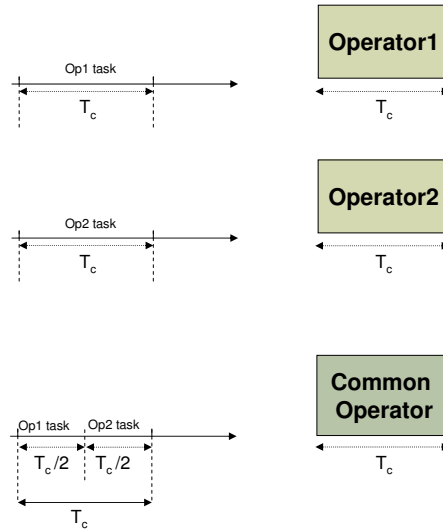 Op1 task
T_c
Operator1
T_c
Op2 task
T_c
Operator2
T_c
Op1 task
Op2 task
T_c/2
T_c/2
T_c
Common
Operator
T_c